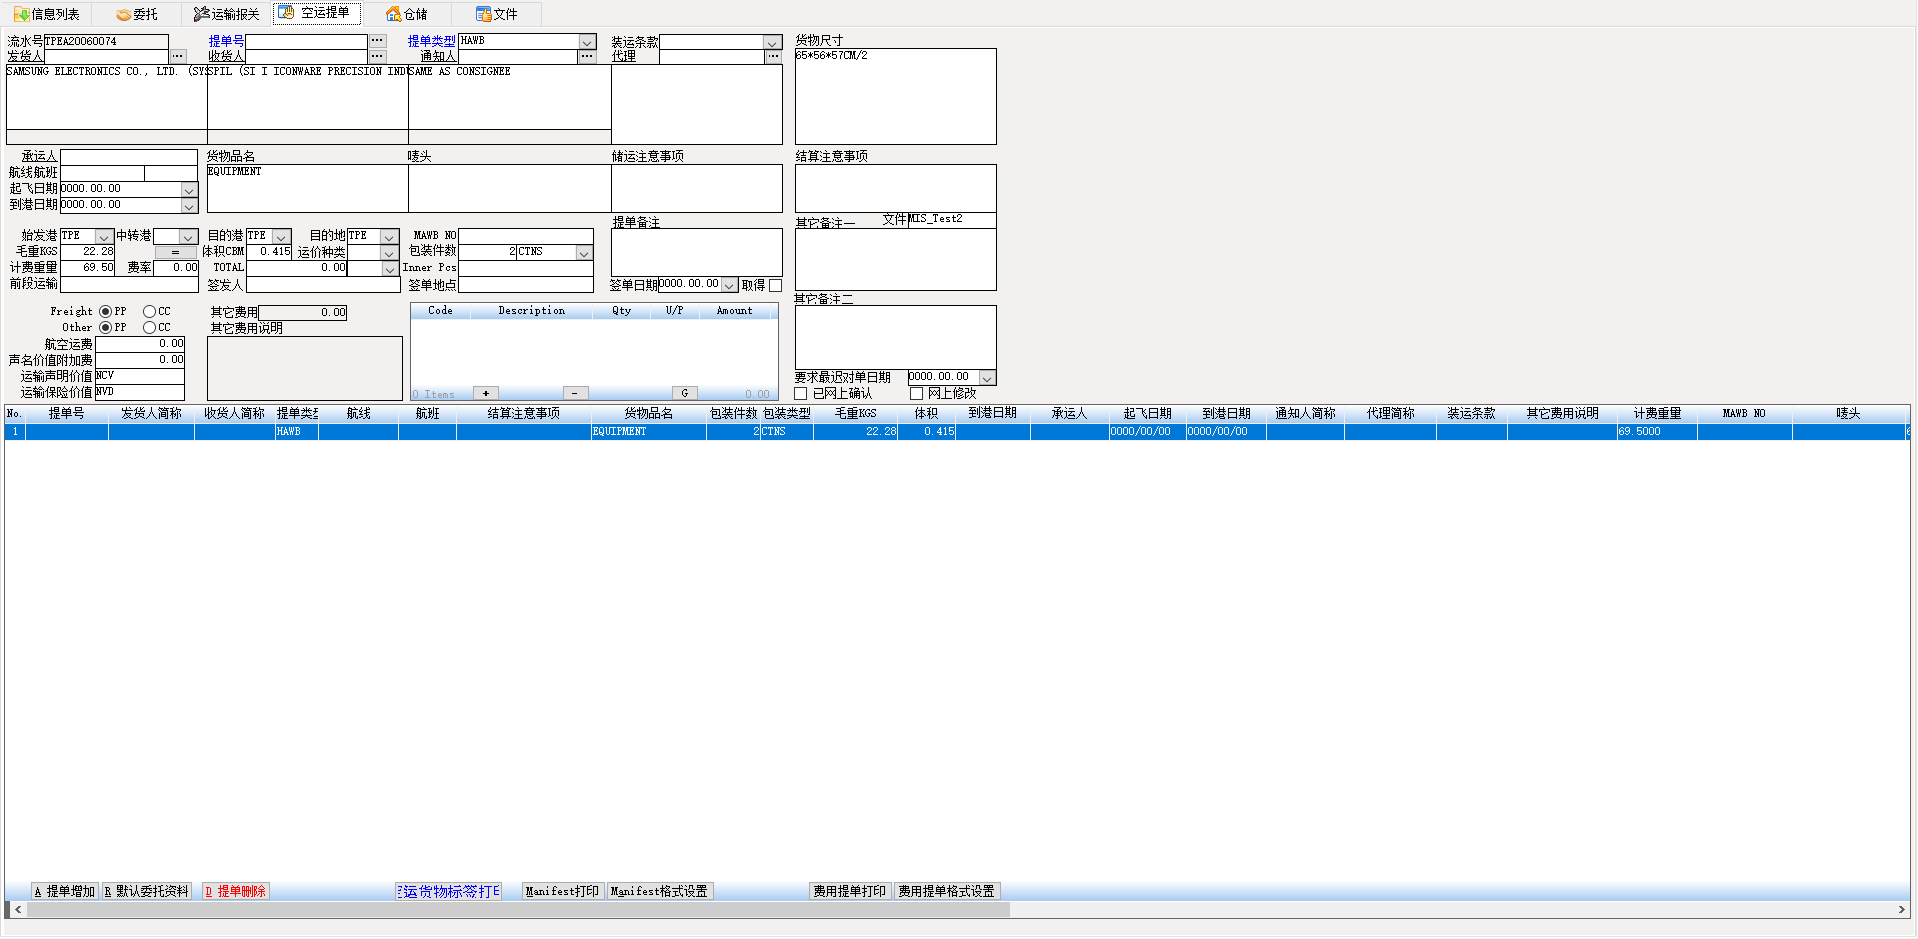 信息列表 委托 运输报关 空运提单 仓储 文件
流水号 TPEA20060074 提单号 提单类型 HAWB 装运条款 货物尺寸
发货人 收货人 通知人 代理 65*56*57CM/2
SAMSUNG ELECTRONICS CO., LTD. (SYS SPIL (SI I ICONWARE PRECISION INDU SAME AS CONSIGNEE
承运人 货物品名 唛头 储运注意事项 结算注意事项
航线航班 EQUIPMENT
起飞日期 0000.00.00
到港日期 0000.00.00
提单备注 其它备注一 文件 MIS_Test2
始发港 TPE 中转港 目的港 TPE 目的地 TPE MAWB NO
毛重KGS 22.28 = 体积CBM 0.415 运价种类 包装件数 2 CTNS
计费重量 69.50 费率 0.00 TOTAL 0.00 Inner Pcs
前段运输 签发人 签单地点 签单日期 0000.00.00 取得
其它备注二
Freight PP CC 其它费用 0.00 Code Description Qty U/P Amount
Other PP CC 其它费用说明
航空运费 0.00
声名价值附加费 0.00
运输声明价值 NCV 要求最迟对单日期 0000.00.00
运输保险价值 NVD 0 Items + - G 0.00 已网上确认 网上修改
No. 提单号 发货人简称 收货人简称 提单类型 航线 航班 结算注意事项 货物品名 包装件数 包装类型 毛重KGS 体积 到港日期 承运人 起飞日期 到港日期 通知人简称 代理简称 装运条款 其它费用说明 计费重量 MAWB NO 唛头
1 HAWB EQUIPMENT 2 CTNS 22.28 0.415 0000/00/00 0000/00/00 69.5000 6
A 提单增加 R 默认委托资料 D 提单删除 空运货物标签打印 Manifest打印 Manifest格式设置 费用提单打印 费用提单格式设置